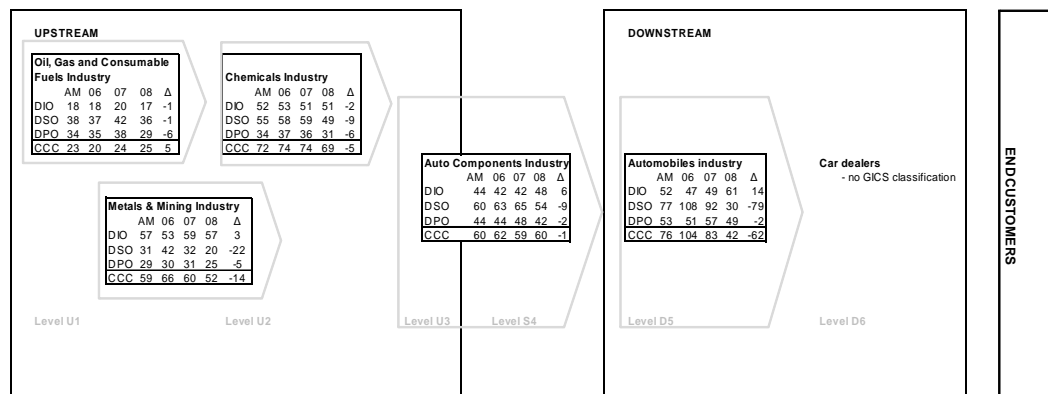 UPSTREAM
Oil, Gas and Consumable
Fuels Industry
AM 06 07 08 Δ
DIO 18 18 20 17 -1
DSO 38 37 42 36 -1
DPO 34 35 38 29 -6
CCC 23 20 24 25 5
Chemicals Industry
AM 06 07 08 Δ
DIO 52 53 51 51 -2
DSO 55 58 59 49 -9
DPO 34 37 36 31 -6
CCC 72 74 74 69 -5
Metals & Mining Industry
AM 06 07 08 Δ
DIO 57 53 59 57 3
DSO 31 42 32 20 -22
DPO 29 30 31 25 -5
CCC 59 66 60 52 -14
Auto Components Industry
AM 06 07 08 Δ
DIO 44 42 42 48 6
DSO 60 63 65 54 -9
DPO 44 44 48 42 -2
CCC 60 62 59 60 -1
DOWNSTREAM
Automobiles industry
AM 06 07 08 Δ
DIO 52 47 49 61 14
DSO 77 108 92 30 -79
DPO 53 51 57 49 -2
CCC 76 104 83 42 -62
Car dealers
- no GICS classification
Level U1
Level U2
Level U3
Level S4
Level D5
Level D6
ENDCUSTOMERS